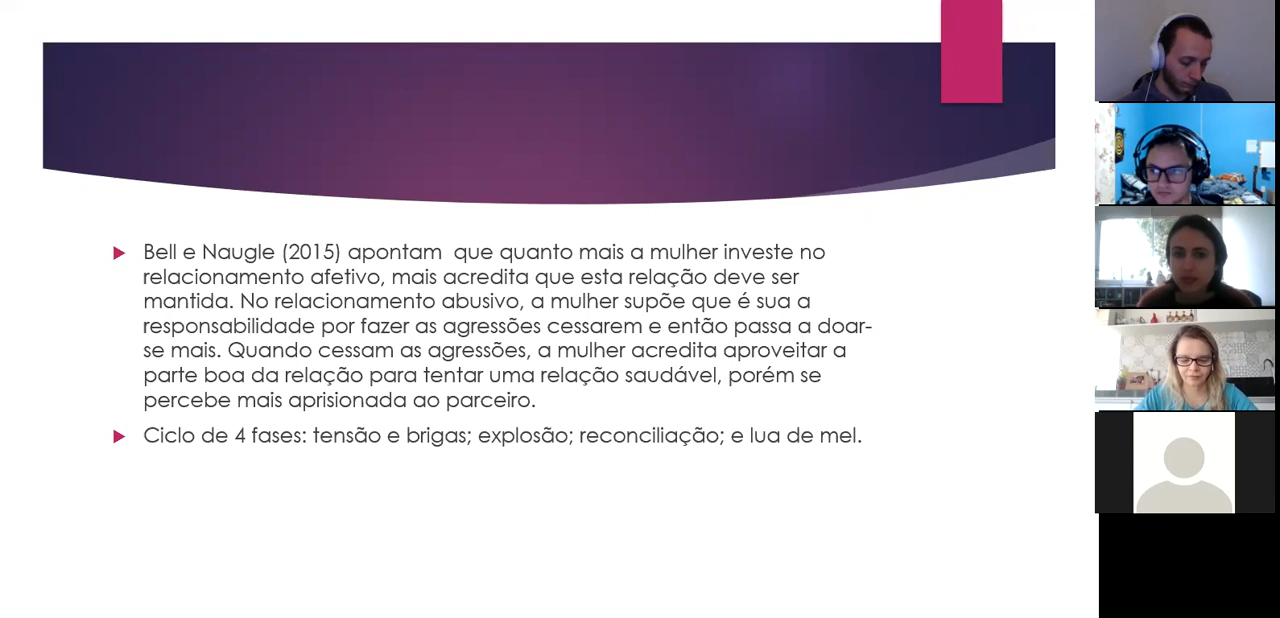 Bell e Naugle (2015) apontam  que quanto mais a mulher investe no
relacionamento afetivo, mais acredita que esta relação deve ser
mantida. No relacionamento abusivo, a mulher supõe que é sua a
responsabilidade por fazer as agressões cessarem e então passa a doar-
se mais. Quando cessam as agressões, a mulher acredita aproveitar a
parte boa da relação para tentar uma relação saudável, porém se
percebe mais aprisionada ao parceiro.
Ciclo de 4 fases: tensão e brigas; explosão; reconciliação; e lua de mel.